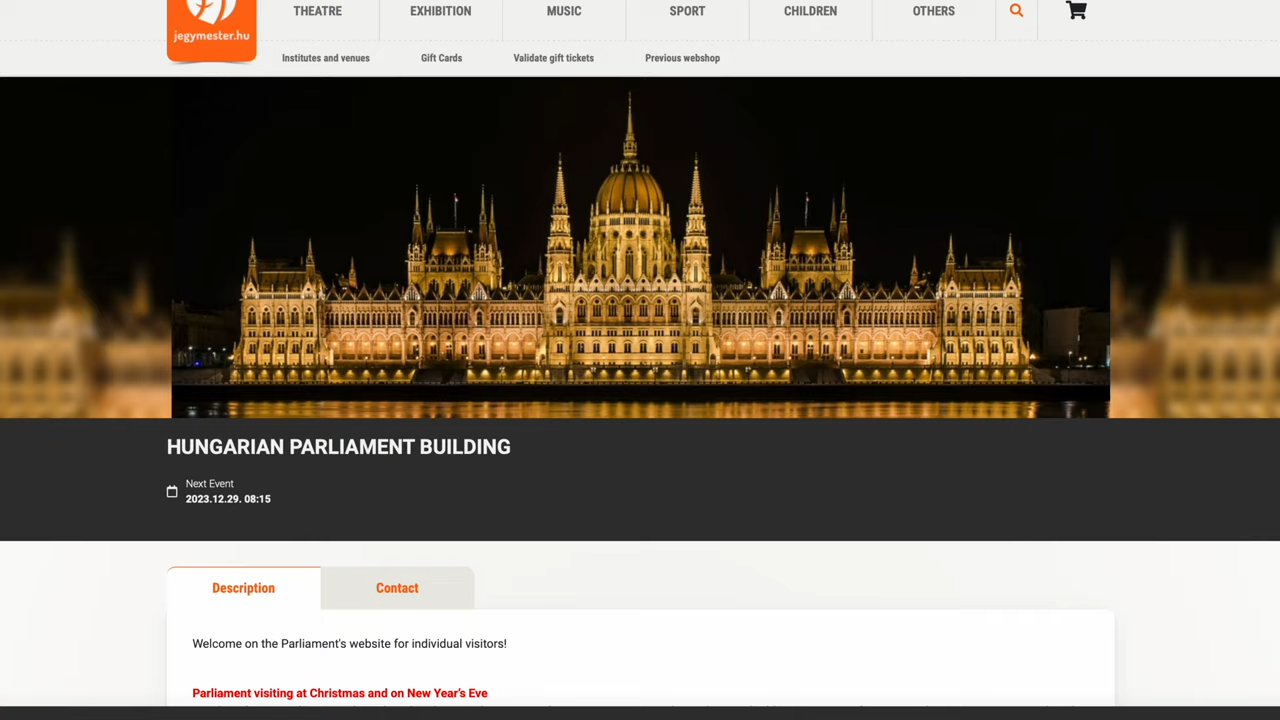 THEATRE
EXHIBITION
MUSIC
SPORT
CHILDREN
OTHERS
jegymester.hu
Institutes and venues
Gift Cards
Validate gift tickets
Previous webshop
HUNGARIAN PARLIAMENT BUILDING
Next Event
2023.12.29. 08:15
Description
Contact
Welcome on the Parliament's website for individual visitors!
Parliament visiting at Christmas and on New Year's Eve